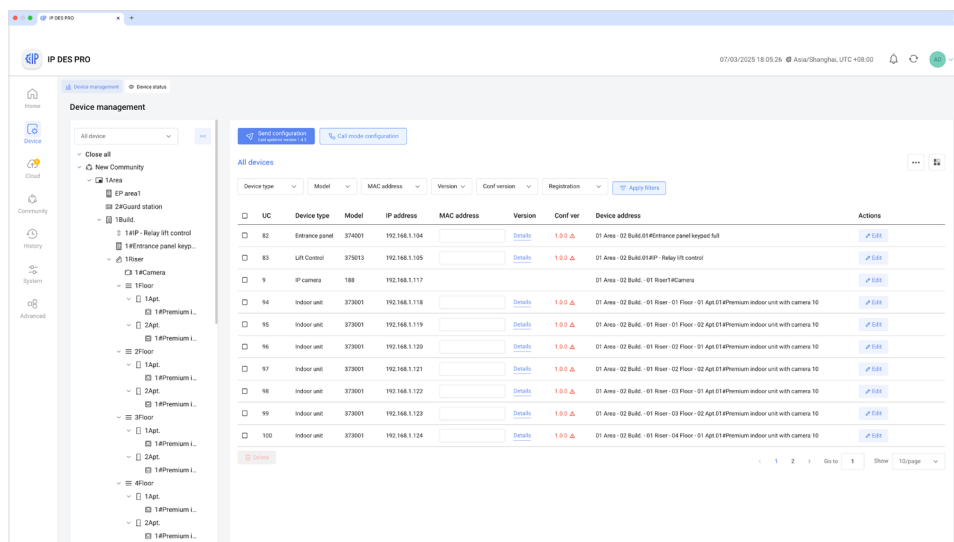 IP DES PRO
IP DES PRO
07/03/2025 18:05:26 Asia/Shanghai, UTC +08:00
AD
Device management
Device status
Device management
Home
Device
Cloud
Community
History
System
Advanced
All device
Close all
New Community
1Area
EP area1
2#Guard station
1Build.
1#IP - Relay lift control
1#Entrance panel keyp...
1Riser
1#Camera
1Floor
1Apt.
1#Premium i...
2Apt.
1#Premium i...
2Floor
1Apt.
1#Premium i...
2Apt.
1#Premium i...
3Floor
1Apt.
1#Premium i...
2Apt.
1#Premium i...
4Floor
1Apt.
1#Premium i...
2Apt.
1#Premium i...
Send configuration
Call mode configuration
All devices
Device type Model MAC address Version Conf version Registration Apply filters
UC Device type Model IP address MAC address Version Conf ver Device address Actions
82 Entrance panel 374001 192.168.1.104 Details 1.0.0 01 Area - 02 Build.01#Entrance panel keypad full Edit
83 Lift Control 375013 192.168.1.105 Details 1.0.0 01 Area - 02 Build.01#IP - Relay lift control Edit
9 IP camera 188 192.168.1.117 01 Area - 02 Build. - 01 Riser1#Camera Edit
94 Indoor unit 373001 192.168.1.118 Details 1.0.0 01 Area - 02 Build. - 01 Riser - 01 Floor - 01 Apt.01#Premium indoor unit with camera 10 Edit
95 Indoor unit 373001 192.168.1.119 Details 1.0.0 01 Area - 02 Build. - 01 Riser - 01 Floor - 02 Apt.01#Premium indoor unit with camera 10 Edit
96 Indoor unit 373001 192.168.1.120 Details 1.0.0 01 Area - 02 Build. - 01 Riser - 02 Floor - 01 Apt.01#Premium indoor unit with camera 10 Edit
97 Indoor unit 373001 192.168.1.121 Details 1.0.0 01 Area - 02 Build. - 01 Riser - 02 Floor - 02 Apt.01#Premium indoor unit with camera 10 Edit
98 Indoor unit 373001 192.168.1.122 Details 1.0.0 01 Area - 02 Build. - 01 Riser - 03 Floor - 01 Apt.01#Premium indoor unit with camera 10 Edit
99 Indoor unit 373001 192.168.1.123 Details 1.0.0 01 Area - 02 Build. - 01 Riser - 03 Floor - 02 Apt.01#Premium indoor unit with camera 10 Edit
100 Indoor unit 373001 192.168.1.124 Details 1.0.0 01 Area - 02 Build. - 01 Riser - 04 Floor - 01 Apt.01#Premium indoor unit with camera 10 Edit
Delete
1 2 Go to 1 Show 10/page